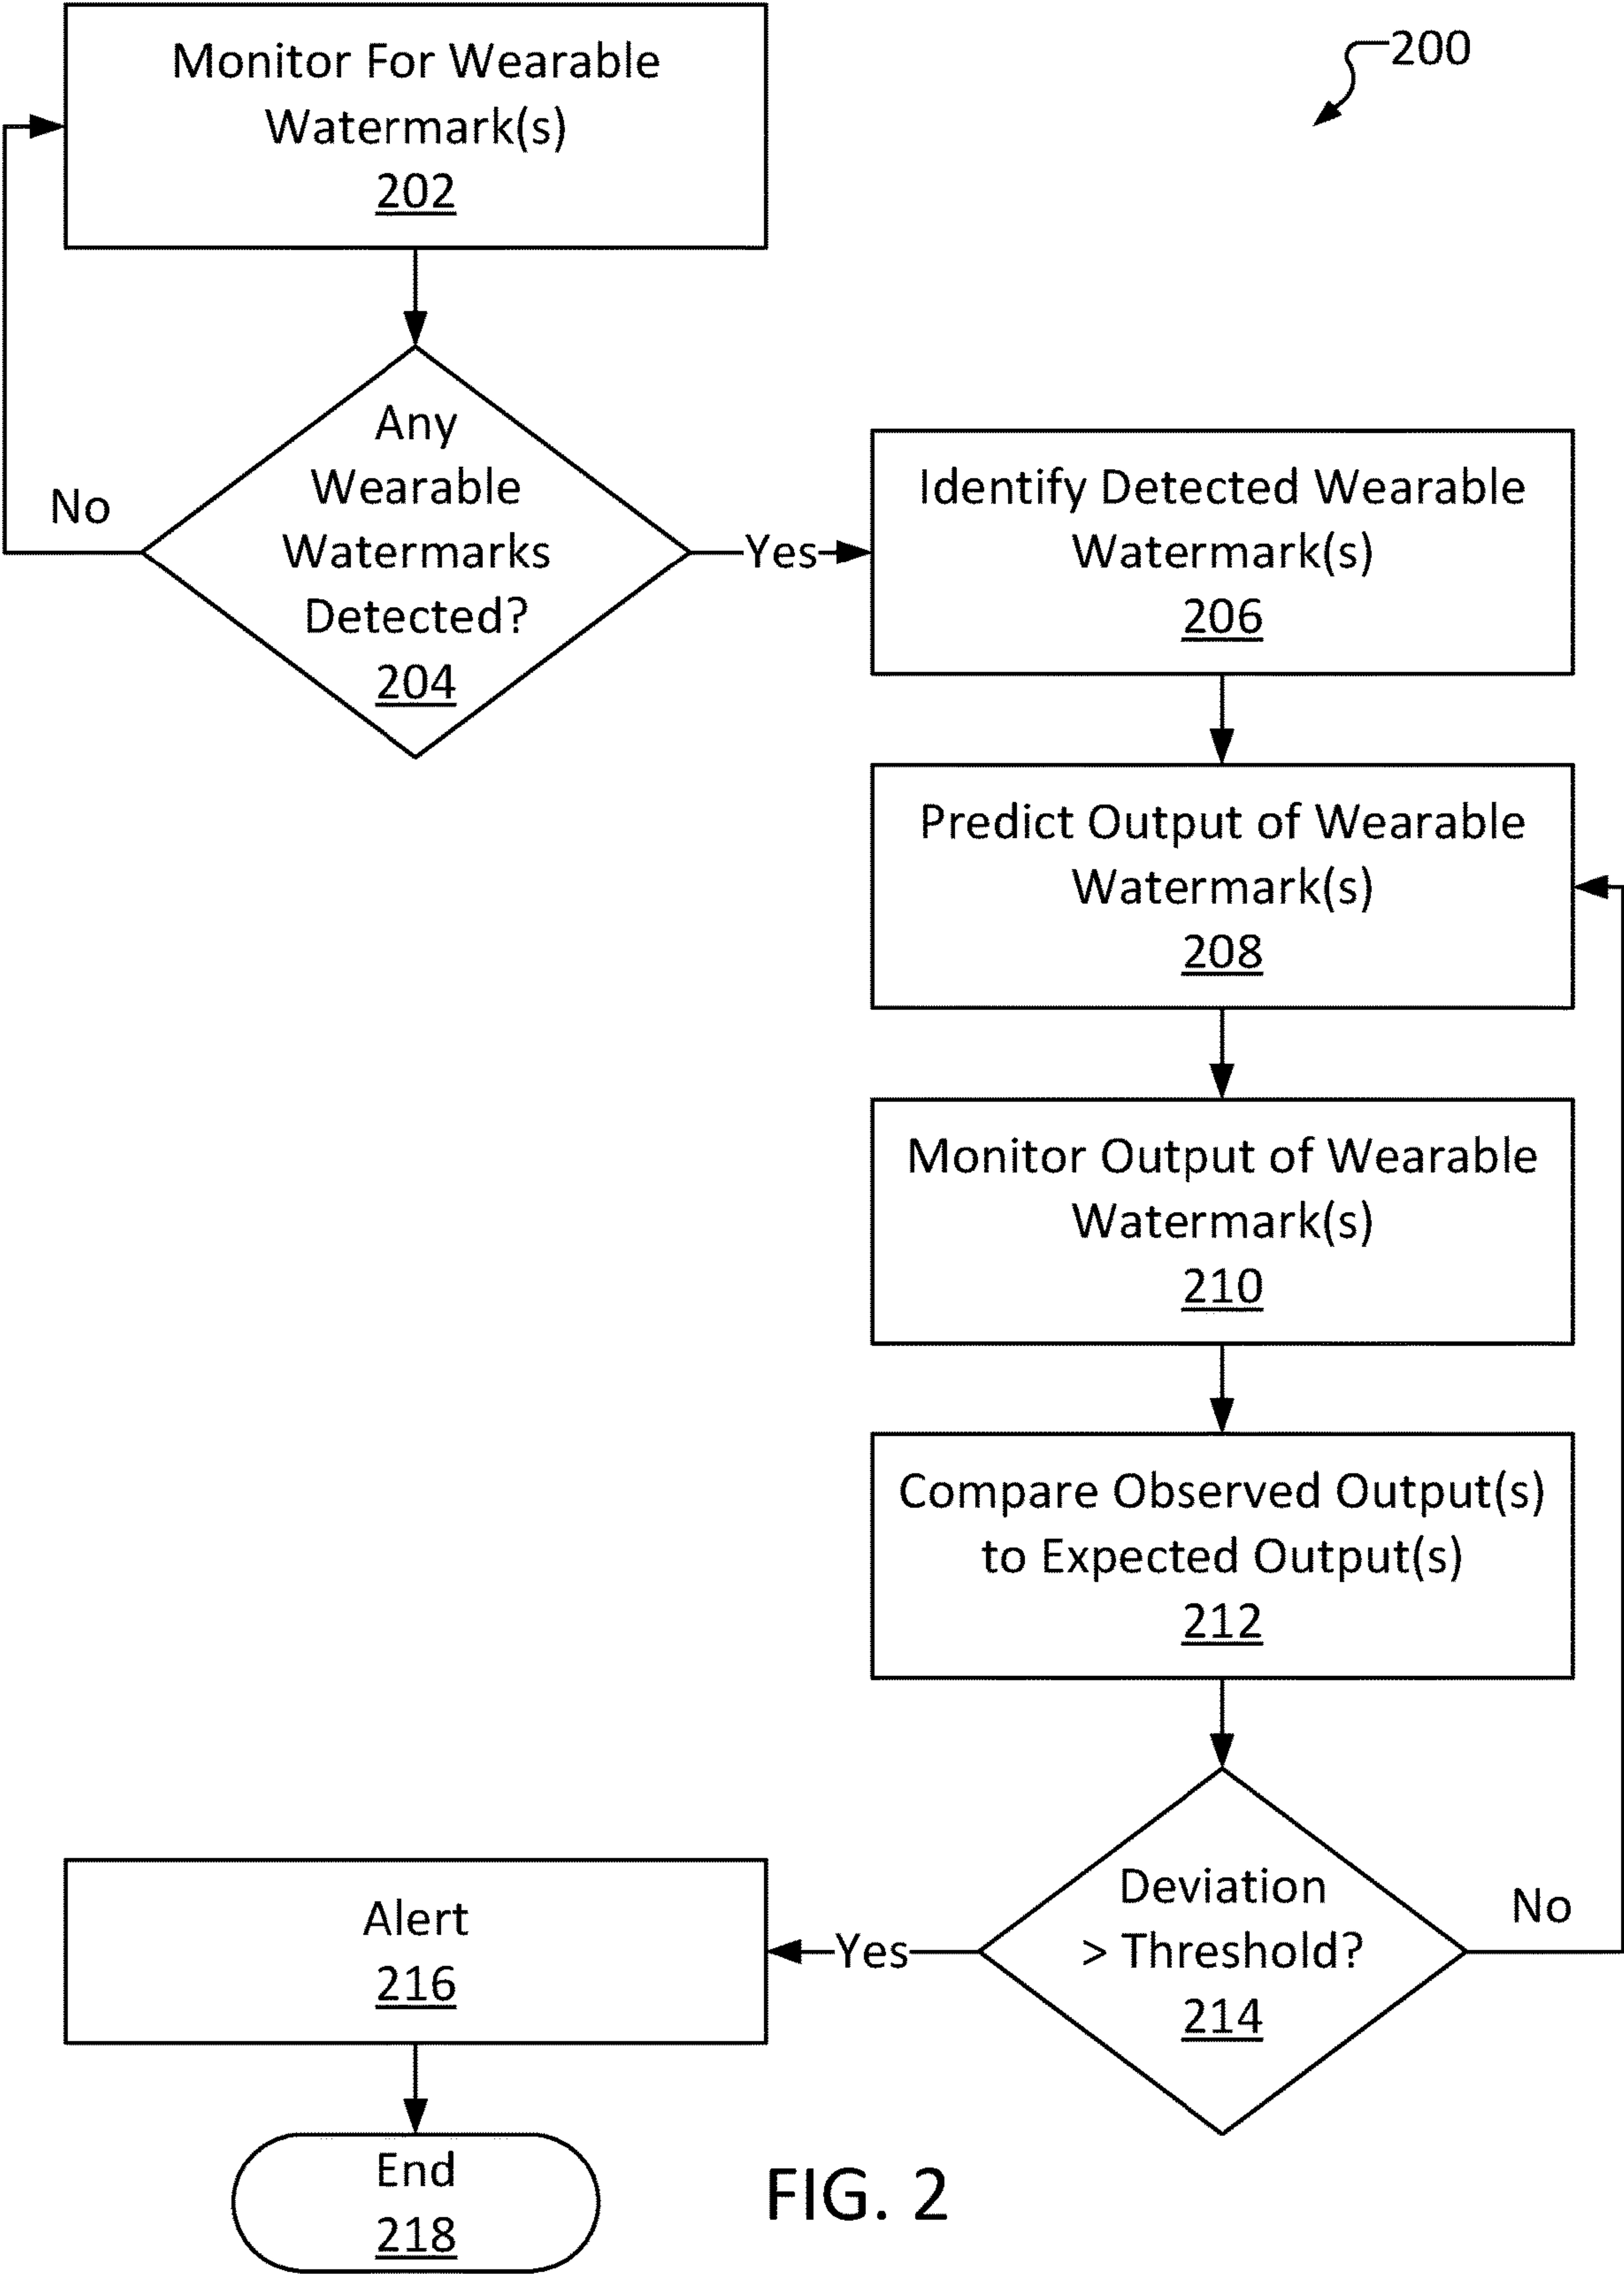 200
Monitor For Wearable
Watermark(s)
202
Any
Wearable
Watermarks
Detected?
204
No
Yes
Identify Detected Wearable
Watermark(s)
206
Predict Output of Wearable
Watermark(s)
208
Monitor Output of Wearable
Watermark(s)
210
Compare Observed Output(s)
to Expected Output(s)
212
Deviation
> Threshold?
214
No
Yes
Alert
216
End
218
FIG. 2